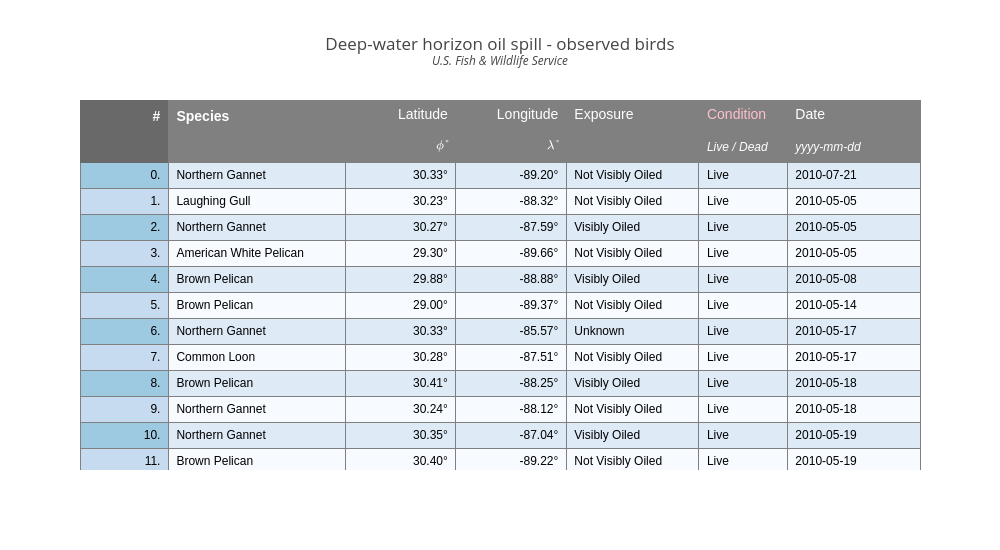 Deep-water horizon oil spill - observed birds
U.S. Fish & Wildlife Service
# Species Latitude Longitude Exposure Condition Date
ϕ° λ° Live / Dead yyyy-mm-dd
0. Northern Gannet 30.33° -89.20° Not Visibly Oiled Live 2010-07-21
1. Laughing Gull 30.23° -88.32° Not Visibly Oiled Live 2010-05-05
2. Northern Gannet 30.27° -87.59° Visibly Oiled Live 2010-05-05
3. American White Pelican 29.30° -89.66° Not Visibly Oiled Live 2010-05-05
4. Brown Pelican 29.88° -88.88° Visibly Oiled Live 2010-05-08
5. Brown Pelican 29.00° -89.37° Not Visibly Oiled Live 2010-05-14
6. Northern Gannet 30.33° -85.57° Unknown Live 2010-05-17
7. Common Loon 30.28° -87.51° Not Visibly Oiled Live 2010-05-17
8. Brown Pelican 30.41° -88.25° Visibly Oiled Live 2010-05-18
9. Northern Gannet 30.24° -88.12° Not Visibly Oiled Live 2010-05-18
10. Northern Gannet 30.35° -87.04° Visibly Oiled Live 2010-05-19
11. Brown Pelican 30.40° -89.22° Not Visibly Oiled Live 2010-05-19